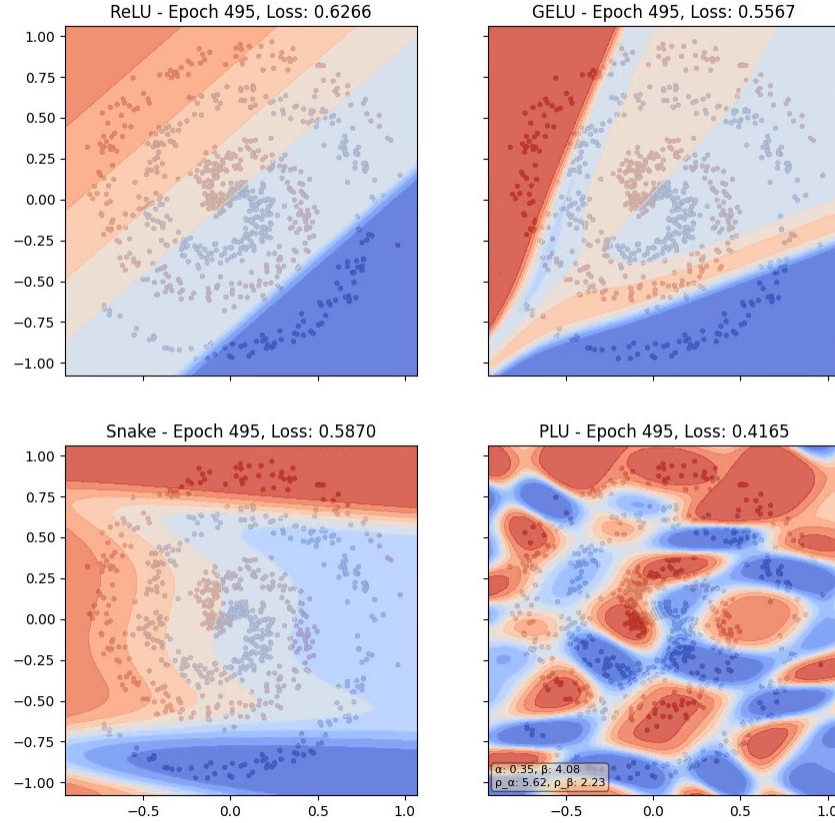 ReLU - Epoch 495, Loss: 0.6266
GELU - Epoch 495, Loss: 0.5567
1.00
0.75
0.50
0.25
0.00
−0.25
−0.50
−0.75
−1.00
Snake - Epoch 495, Loss: 0.5870
PLU - Epoch 495, Loss: 0.4165
1.00
0.75
0.50
0.25
0.00
−0.25
−0.50
−0.75
−1.00
α: 0.35, β: 4.08
ρ_α: 5.62, ρ_β: 2.23
−0.5 0.0 0.5 1.0
−0.5 0.0 0.5 1.0